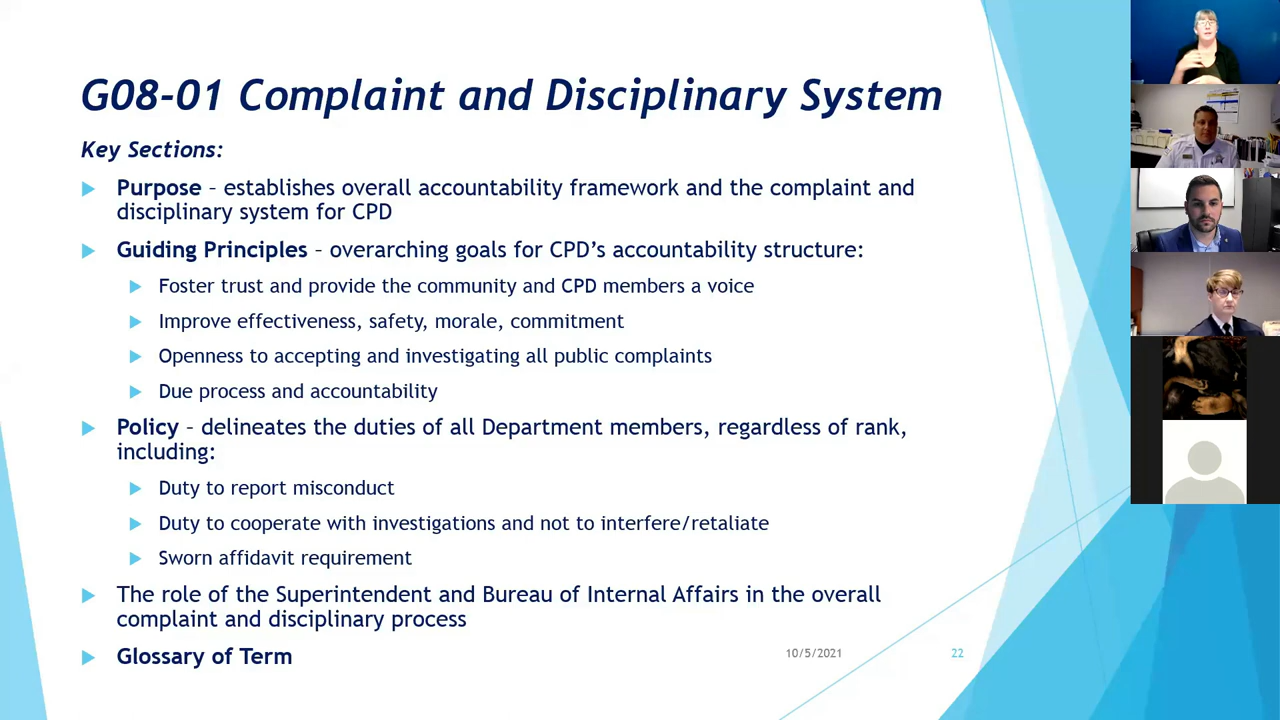 G08-01 Complaint and Disciplinary System
Key Sections:
Purpose – establishes overall accountability framework and the complaint and
disciplinary system for CPD
Guiding Principles – overarching goals for CPD’s accountability structure:
Foster trust and provide the community and CPD members a voice
Improve effectiveness, safety, morale, commitment
Openness to accepting and investigating all public complaints
Due process and accountability
Policy – delineates the duties of all Department members, regardless of rank,
including:
Duty to report misconduct
Duty to cooperate with investigations and not to interfere/retaliate
Sworn affidavit requirement
The role of the Superintendent and Bureau of Internal Affairs in the overall
complaint and disciplinary process
Glossary of Term
10/5/2021
22